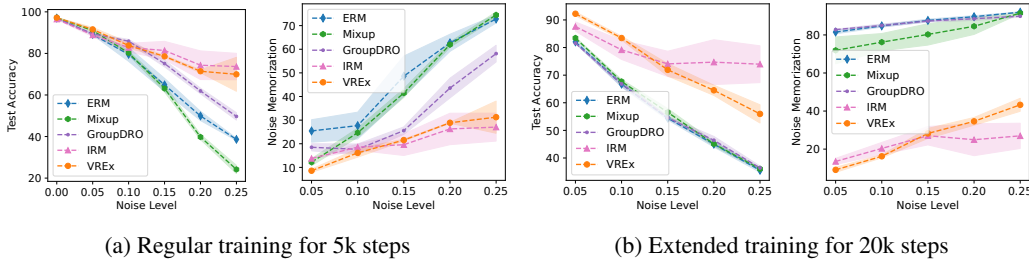 100
80
60
40
20
Test Accuracy
ERM
Mixup
GroupDRO
IRM
VREx
0.00 0.05 0.10 0.15 0.20 0.25
Noise Level
70
60
50
40
30
20
10
Noise Memorization
ERM
Mixup
GroupDRO
IRM
VREx
0.05 0.10 0.15 0.20 0.25
Noise Level
(a) Regular training for 5k steps
90
80
70
60
50
40
Test Accuracy
ERM
Mixup
GroupDRO
IRM
VREx
0.05 0.10 0.15 0.20 0.25
Noise Level
80
60
40
20
Noise Memorization
ERM
Mixup
GroupDRO
IRM
VREx
0.05 0.10 0.15 0.20 0.25
Noise Level
(b) Extended training for 20k steps